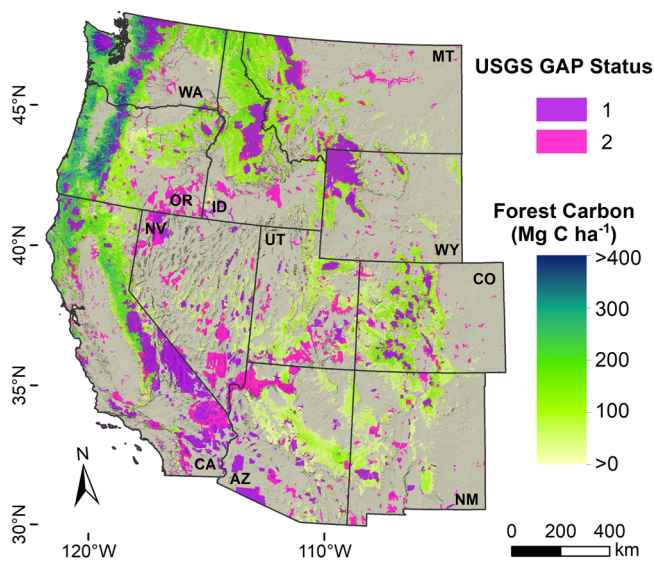 MT
USGS GAP Status
45°N
WA
1
2
OR
ID
Forest Carbon
(Mg C ha⁻¹)
40°N
NV
UT
WY
>400
CO
300
200
35°N
100
N
>0
CA
AZ
NM
30°N
0 200 400
km
120°W
110°W